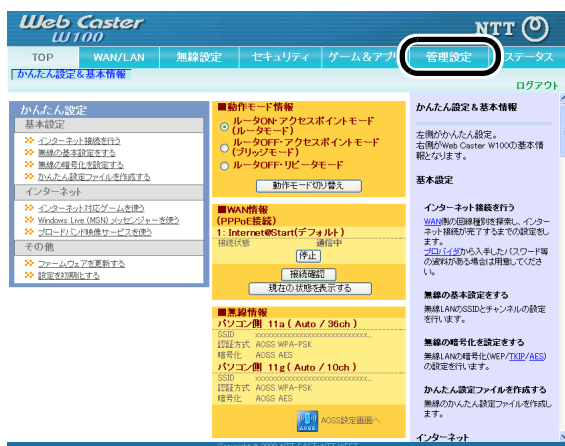 Web Caster
W100
NTT
TOP WAN/LAN 無線設定 セキュリティ ゲーム&アプリ 管理設定 ステータス
かんたん設定&基本情報
ログアウト
かんたん設定
基本設定
インターネット接続を行う
無線の基本設定をする
無線の暗号化を設定する
かんたん設定ファイルを作成する
インターネット
インターネット対応ゲームを使う
Windows Live (MSN) メッセンジャーを使う
ブロードバンド映像サービスを使う
その他
ファームウェアを更新する
設定を初期化する
■動作モード情報
ルータON・アクセスポイントモード
(ルータモード)
ルータOFF・アクセスポイントモード
(ブリッジモード)
ルータOFF・リピータモード
動作モード切り替え
■WAN情報
(PPPoE接続)
1: Internet@Start(デフォルト)
接続状態 通信中
停止
接続確認
現在の状態を表示する
■無線情報
パソコン側 11a ( Auto / 36ch )
SSID xxxxxxxxxxxxxxxxxxxxxx..
認証方式 AOSS WPA-PSK
暗号化 AOSS AES
パソコン側 11g ( Auto / 10ch )
SSID xxxxxxxxxxxxxxxxxxxxxx..
認証方式 AOSS WPA-PSK
暗号化 AOSS AES
AOSS AOSS設定画面へ
かんたん設定&基本情報
左側がかんたん設定。
右側がWeb Caster W100の基本情
報となります。
基本設定
インターネット接続を行う
WAN側の回線種別を探索し、インター
ネット接続が完了するまでの設定をし
ます。
プロバイダから入手したパスワード等
の資料がある場合は用意してくださ
い。
無線の基本設定をする
無線LANのSSIDとチャンネルの設定
を行います。
無線の暗号化を設定する
無線LANの暗号化(WEP/TKIP/AES)
の設定を行います。
かんたん設定ファイルを作成する
無線のかんたん設定ファイルを作成し
ます。
インターネット